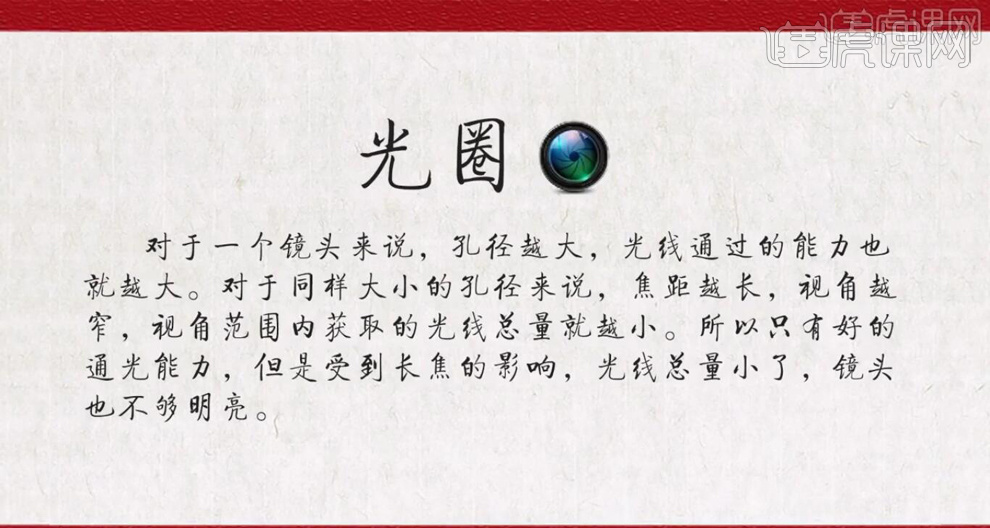 虎课网
光圈
对于一个镜头来说，孔径越大，光线通过的能力也
就越大。对于同样大小的孔径来说，焦距越长，视角越
窄，视角范围内获取的光线总量就越小。所以只有好的
通光能力，但是受到长焦的影响，光线总量小了，镜头
也不够明亮。